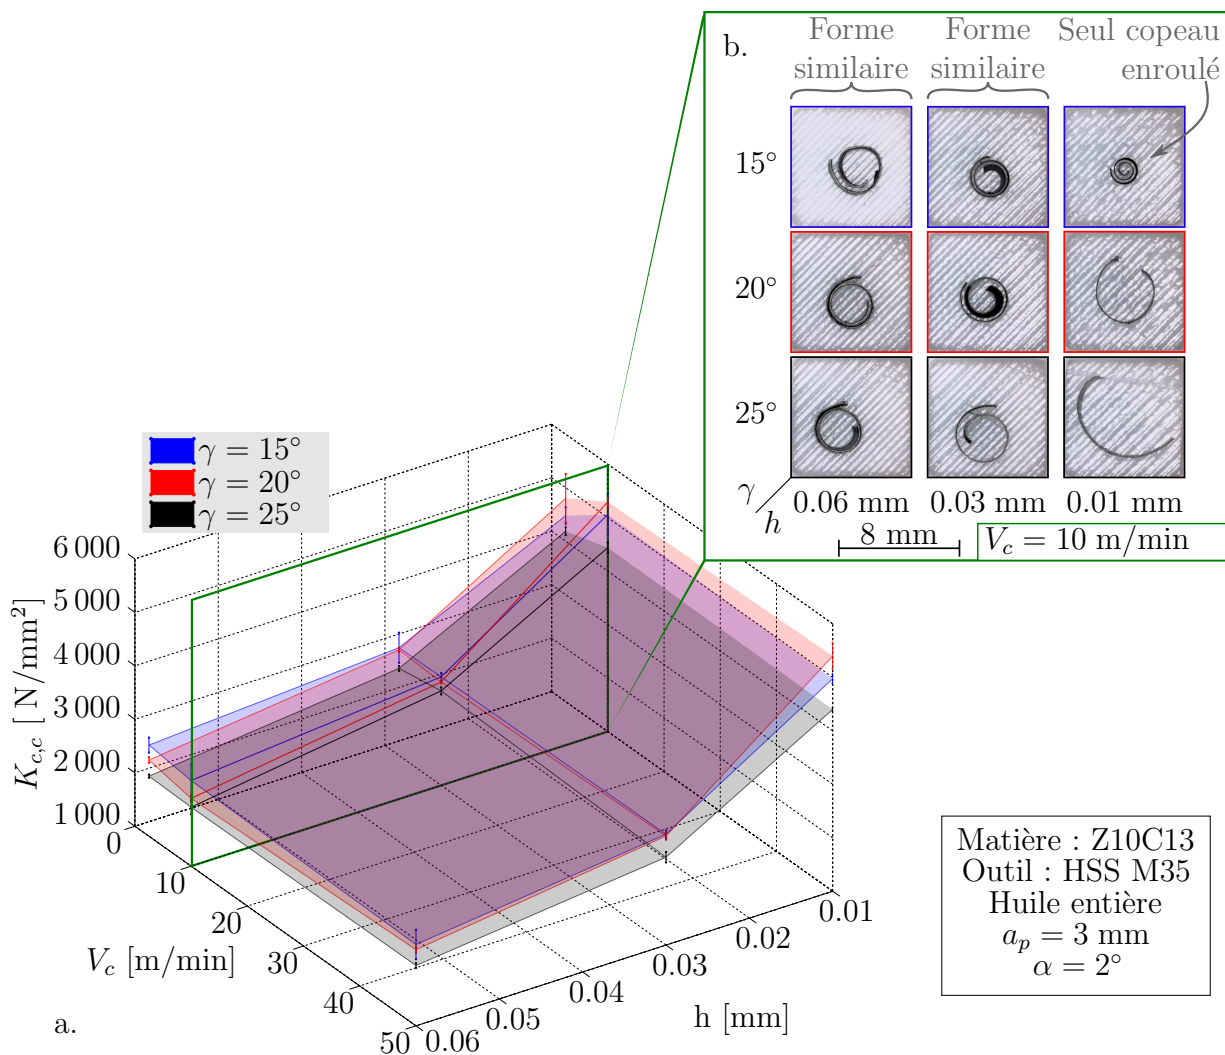 b.
Forme similaire
Forme similaire
Seul copeau enroulé
15°
20°
25°
γ
h
0.06 mm
0.03 mm
0.01 mm
8 mm
V_c = 10 m/min
γ = 15°
γ = 20°
γ = 25°
6 000
5 000
4 000
3 000
2 000
1 000
K_{c,c} [ N/mm²]
0
10
20
30
40
50
V_c [m/min]
0.06
0.05
0.04
0.03
0.02
0.01
h [mm]
a.
Matière : Z10C13
Outil : HSS M35
Huile entière
a_p = 3 mm
α = 2°